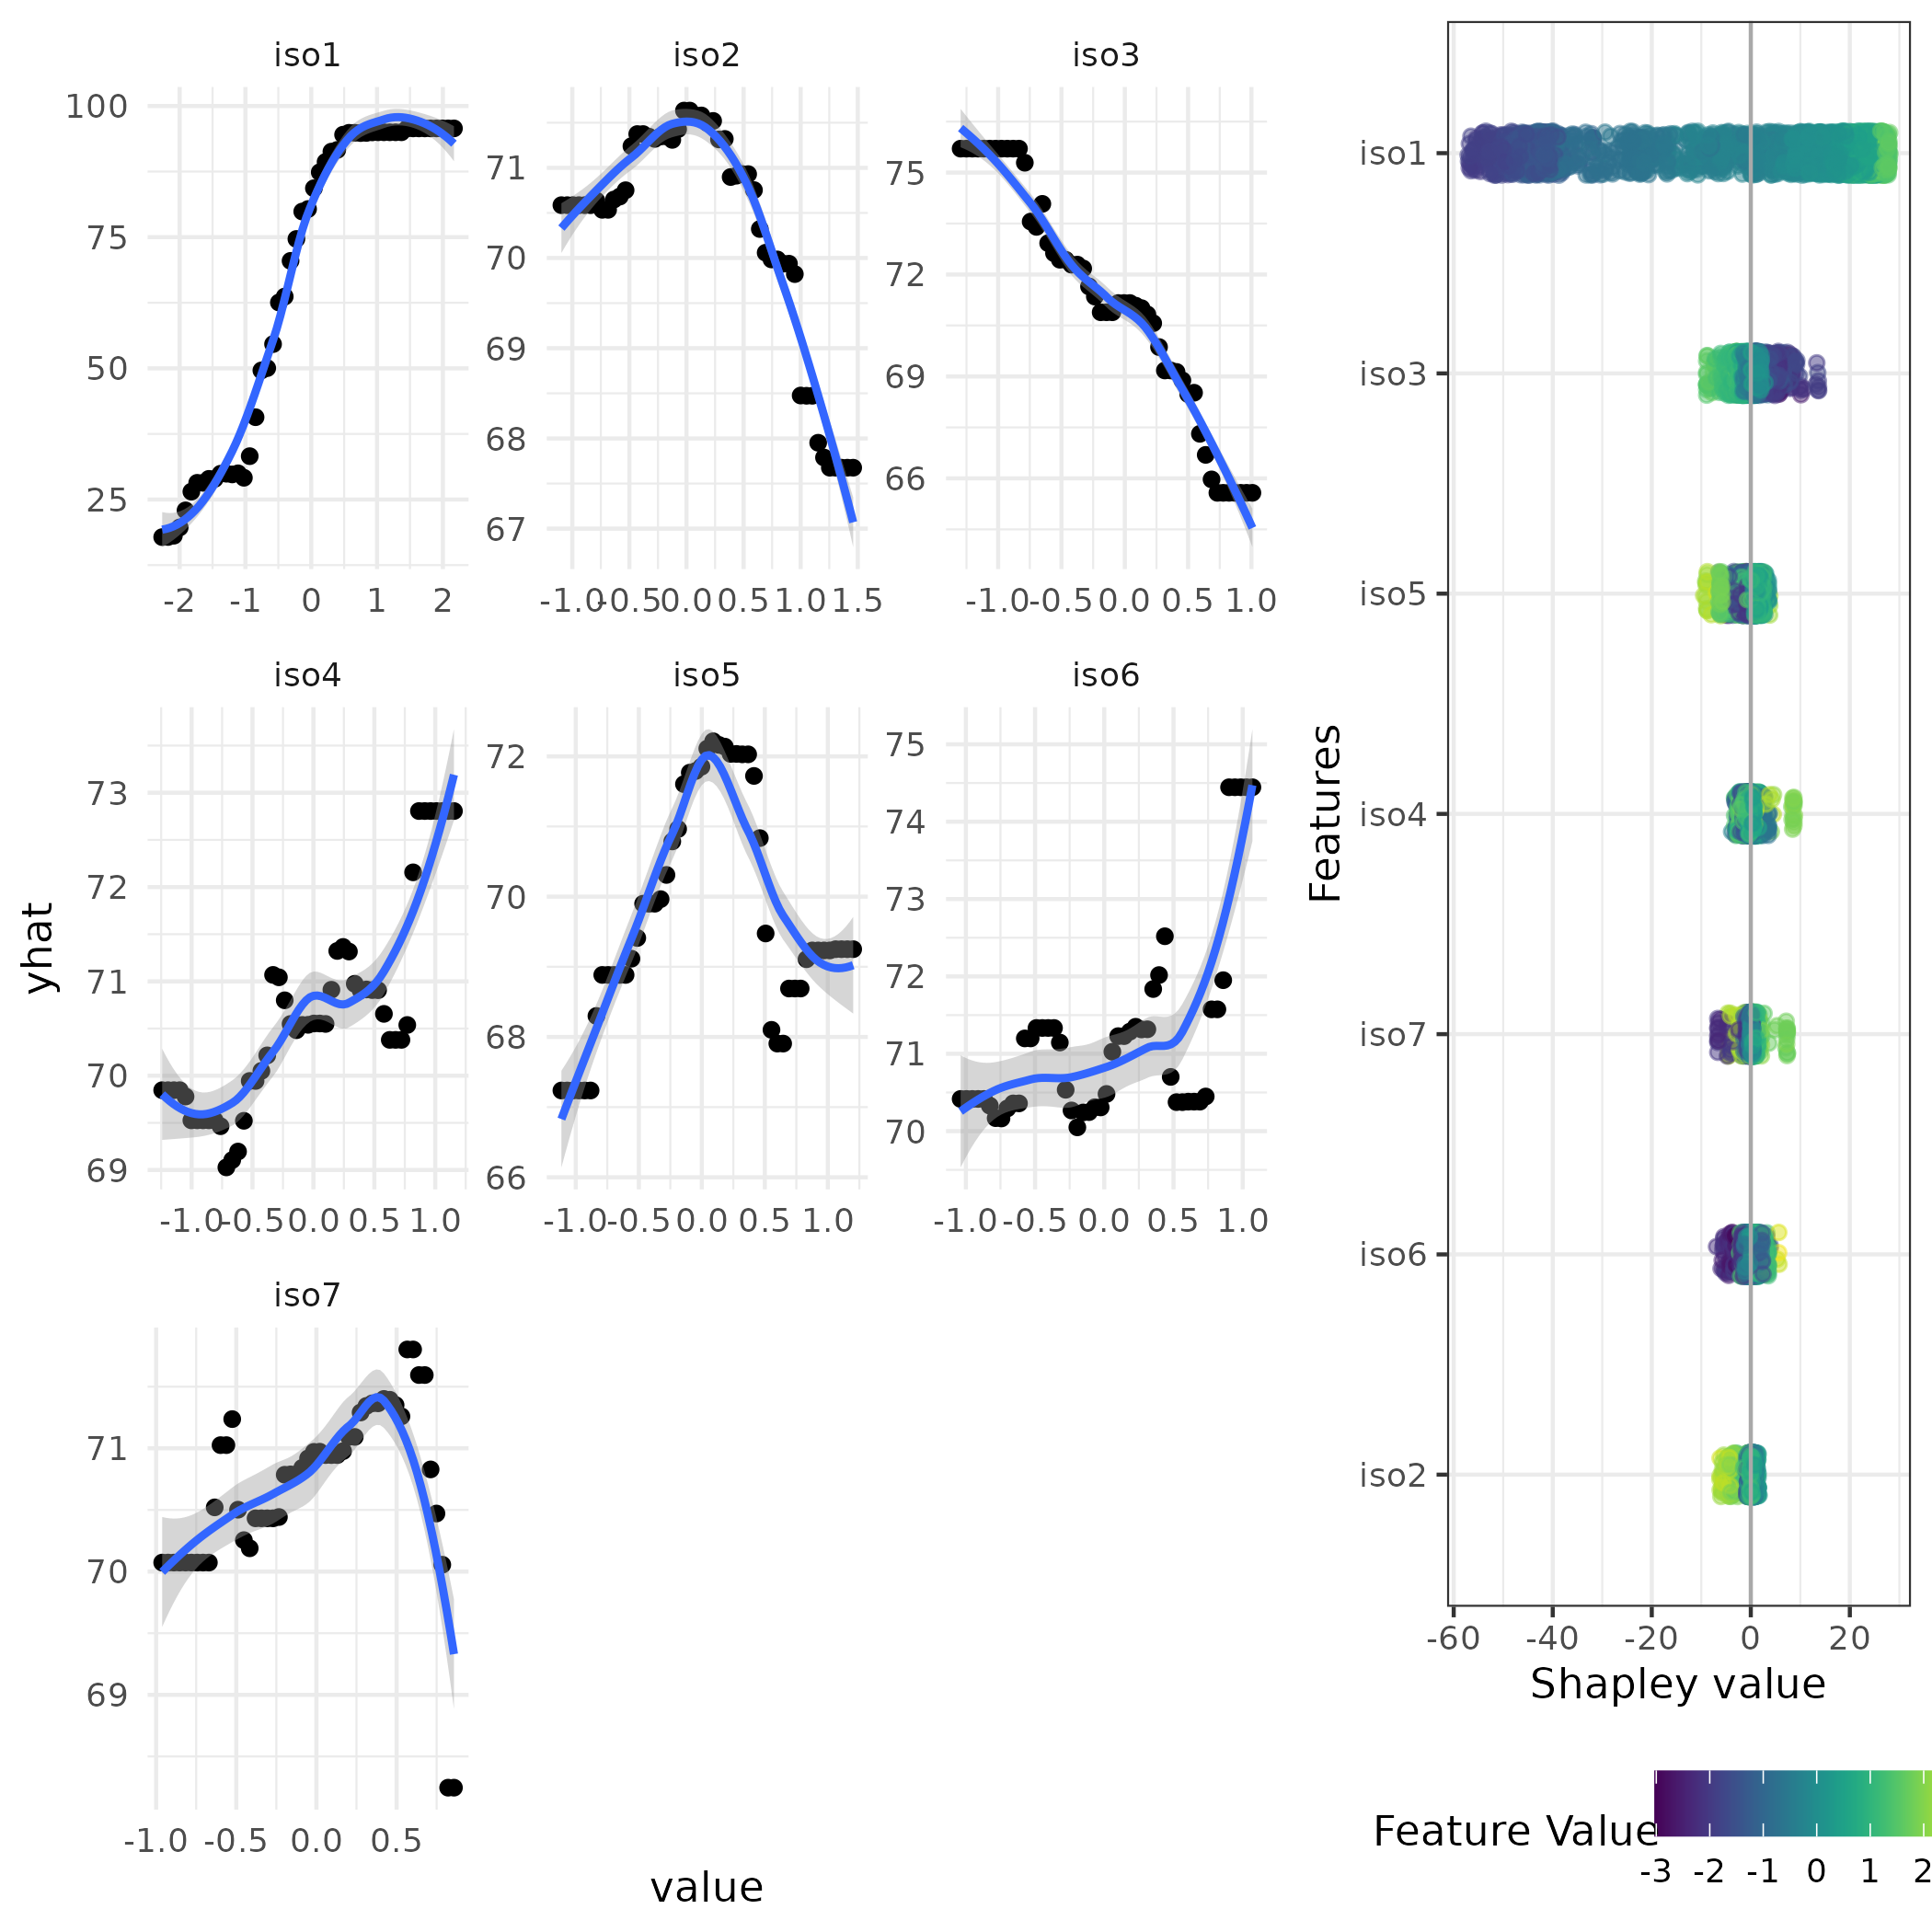 iso1 iso2 iso3
100
75
50
25
71
70
69
68
67
75
72
69
66
-2 -1 0 1 2
-1.0 -0.5 0.0 0.5 1.0 1.5
-1.0 -0.5 0.0 0.5 1.0
iso4 iso5 iso6
yhat
73
72
71
70
69
72
70
68
66
75
74
73
72
71
70
-1.0 -0.5 0.0 0.5 1.0
-1.0 -0.5 0.0 0.5 1.0
-1.0 -0.5 0.0 0.5 1.0
iso7
71
70
69
-1.0 -0.5 0.0 0.5
value
Features
iso1
iso3
iso5
iso4
iso7
iso6
iso2
-60 -40 -20 0 20
Shapley value
Feature Value
-3 -2 -1 0 1 2